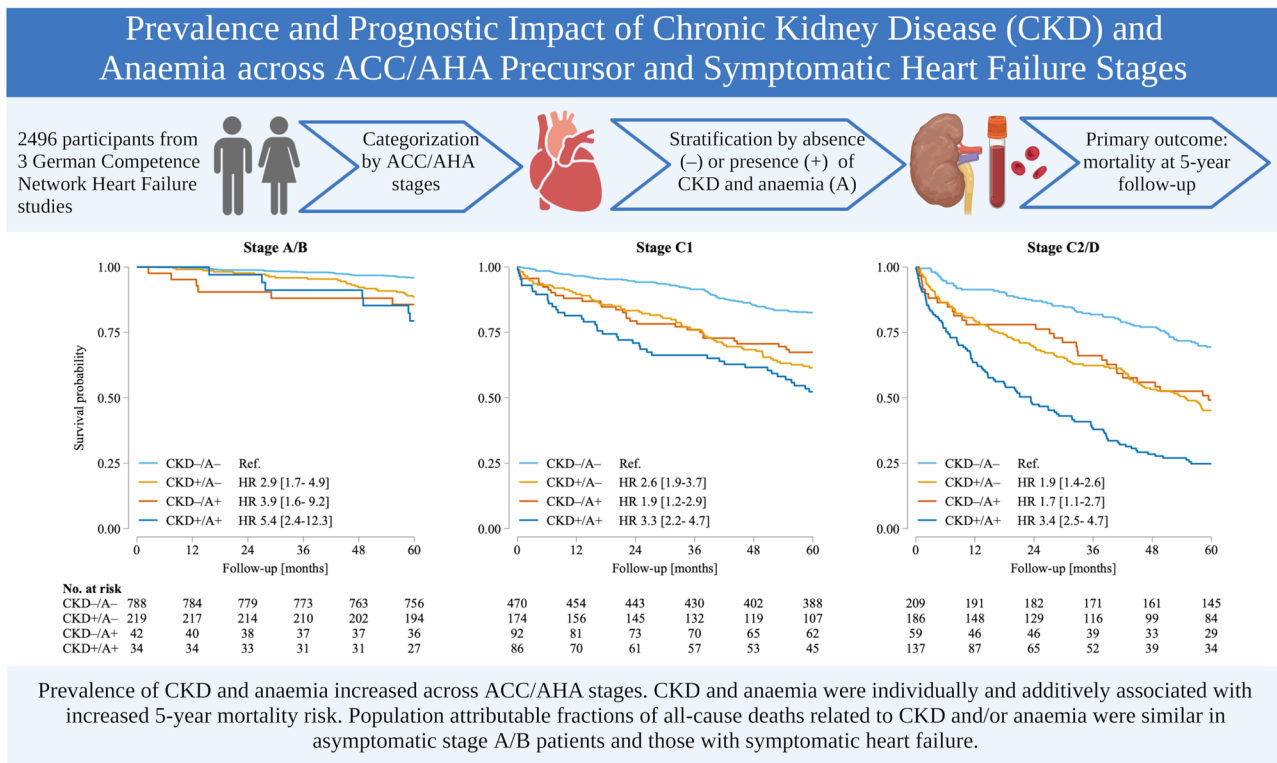 Prevalence and Prognostic Impact of Chronic Kidney Disease (CKD) and
Anaemia across ACC/AHA Precursor and Symptomatic Heart Failure Stages
2496 participants from
3 German Competence
Network Heart Failure
studies
Categorization
by ACC/AHA
stages
Stratification by absence
(–) or presence (+) of
CKD and anaemia (A)
Primary outcome:
mortality at 5-year
follow-up
Stage A/B
Survival probability
1.00
0.75
0.50
0.25
0.00
CKD–/A– Ref.
CKD+/A– HR 2.9 [1.7- 4.9]
CKD–/A+ HR 3.9 [1.6- 9.2]
CKD+/A+ HR 5.4 [2.4-12.3]
0 12 24 36 48 60
Follow-up [months]
Stage C1
1.00
0.75
0.50
0.25
0.00
CKD–/A– Ref.
CKD+/A– HR 2.6 [1.9-3.7]
CKD–/A+ HR 1.9 [1.2-2.9]
CKD+/A+ HR 3.3 [2.2- 4.7]
0 12 24 36 48 60
Follow-up [months]
Stage C2/D
1.00
0.75
0.50
0.25
0.00
CKD–/A– Ref.
CKD+/A– HR 1.9 [1.4-2.6]
CKD–/A+ HR 1.7 [1.1-2.7]
CKD+/A+ HR 3.4 [2.5- 4.7]
0 12 24 36 48 60
Follow-up [months]
No. at risk
CKD–/A– 788 784 779 773 763 756 470 454 443 430 402 388 209 191 182 171 161 145
CKD+/A– 219 217 214 210 202 194 174 156 145 132 119 107 186 148 129 116 99 84
CKD–/A+ 42 40 38 37 37 36 92 81 73 70 65 62 59 46 46 39 33 29
CKD+/A+ 34 34 33 31 31 27 86 70 61 57 53 45 137 87 65 52 39 34
Prevalence of CKD and anaemia increased across ACC/AHA stages. CKD and anaemia were individually and additively associated with
increased 5-year mortality risk. Population attributable fractions of all-cause deaths related to CKD and/or anaemia were similar in
asymptomatic stage A/B patients and those with symptomatic heart failure.